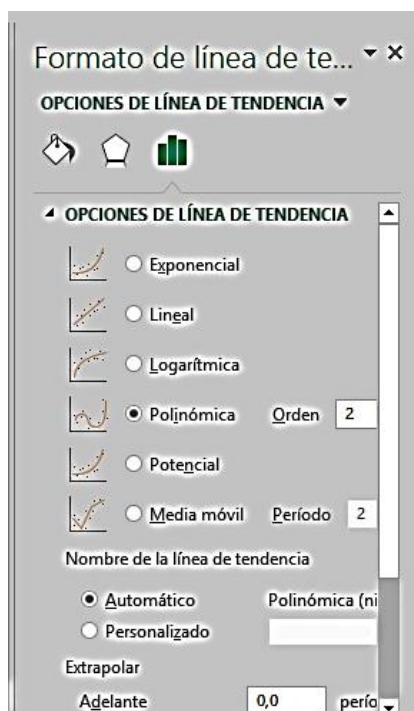 Formato de línea de te...
OPCIONES DE LÍNEA DE TENDENCIA
OPCIONES DE LÍNEA DE TENDENCIA
Exponencial
Lineal
Logarítmica
Polinómica Orden 2
Potencial
Media móvil Período 2
Nombre de la línea de tendencia
Automático Polinómica (ni
Personalizado
Extrapolar
Adelante 0,0 perío